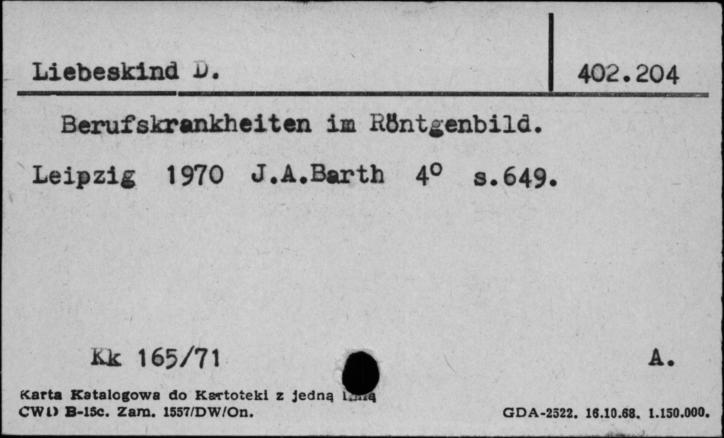 Liebeskind D. 402.204
Berufskrankheiten im Röntgenbild.
Leipzig 1970 J.A.Barth 4° s.649.
Kk 165/71 A.
Karta Katalogowa do Kartoteki z jedną linią
CWD B-15c. Zam. 1557/DW/On. GDA-2522. 16.10.68. 1.150.000.